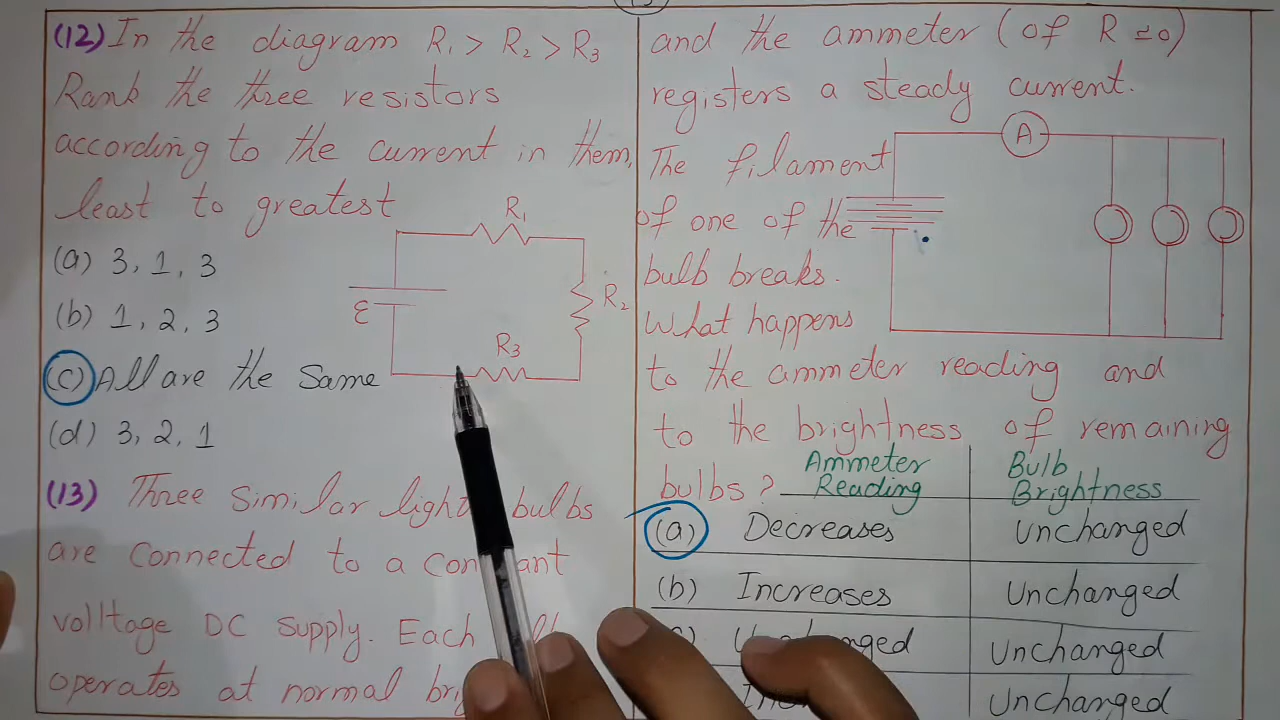 (12) In the diagram R₁ > R₂ > R₃
Rank the three resistors
according to the current in them,
least to greatest
(a) 3, 1, 3
(b) 1, 2, 3
(c) All are the Same
(d) 3, 2, 1
R₁
R₂
R₃
ε
(13) Three Similar light bulbs
are connected to a
voltage DC supply. Each
operates at normal
and the ammeter (of R≃0)
registers a steady current.
The filament
of one of the
bulb breaks.
What happens
to the ammeter reading and
to the brightness of remaining
bulbs?
A
Ammeter Reading
Bulb Brightness
(a) Decreases Unchanged
(b) Increases Unchanged
Unchanged
Unchanged